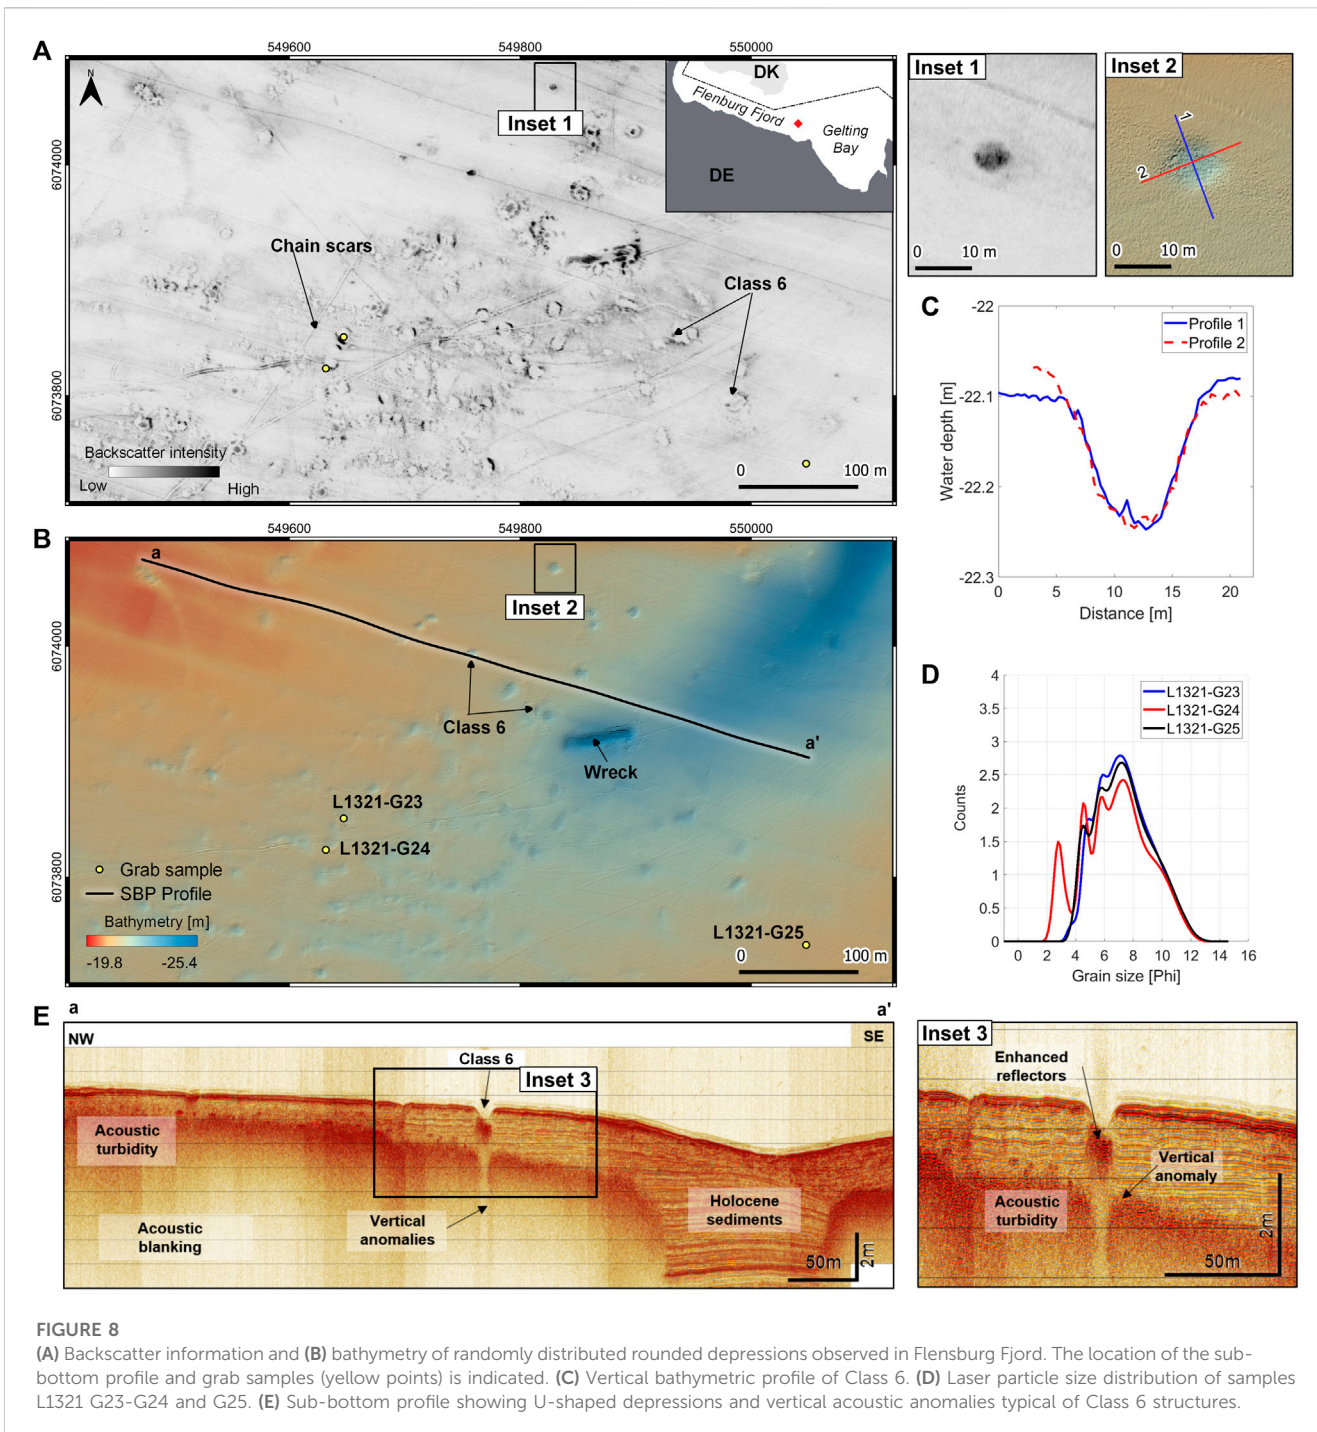 A
549600
549800
550000
N
6074000
6073800
Inset 1
DK
Flenburg Fjord
Gelting
Bay
DE
Chain scars
Class 6
Backscatter intensity
Low
High
0
100 m
Inset 1
0
10 m
Inset 2
1
2
0
10 m
B
549600
549800
550000
6074000
6073800
a
Inset 2
Class 6
a'
Wreck
L1321-G23
L1321-G24
Grab sample
SBP Profile
Bathymetry [m]
-19.8
-25.4
L1321-G25
0
100 m
C
-22
-22.1
-22.2
-22.3
Water depth [m]
Profile 1
Profile 2
0
5
10
15
20
Distance [m]
D
4
3.5
3
2.5
2
1.5
1
0.5
0
Counts
L1321-G23
L1321-G24
L1321-G25
0
2
4
6
8
10
12
14
16
Grain size [Phi]
E
a
a'
NW
SE
Class 6
Inset 3
Acoustic
turbidity
Acoustic
blanking
Vertical
anomalies
Holocene
sediments
50m
2m
Inset 3
Enhanced
reflectors
Vertical
anomaly
Acoustic
turbidity
50m
2m
FIGURE 8
(A) Backscatter information and (B) bathymetry of randomly distributed rounded depressions observed in Flensburg Fjord. The location of the sub-
bottom profile and grab samples (yellow points) is indicated. (C) Vertical bathymetric profile of Class 6. (D) Laser particle size distribution of samples
L1321 G23-G24 and G25. (E) Sub-bottom profile showing U-shaped depressions and vertical acoustic anomalies typical of Class 6 structures.